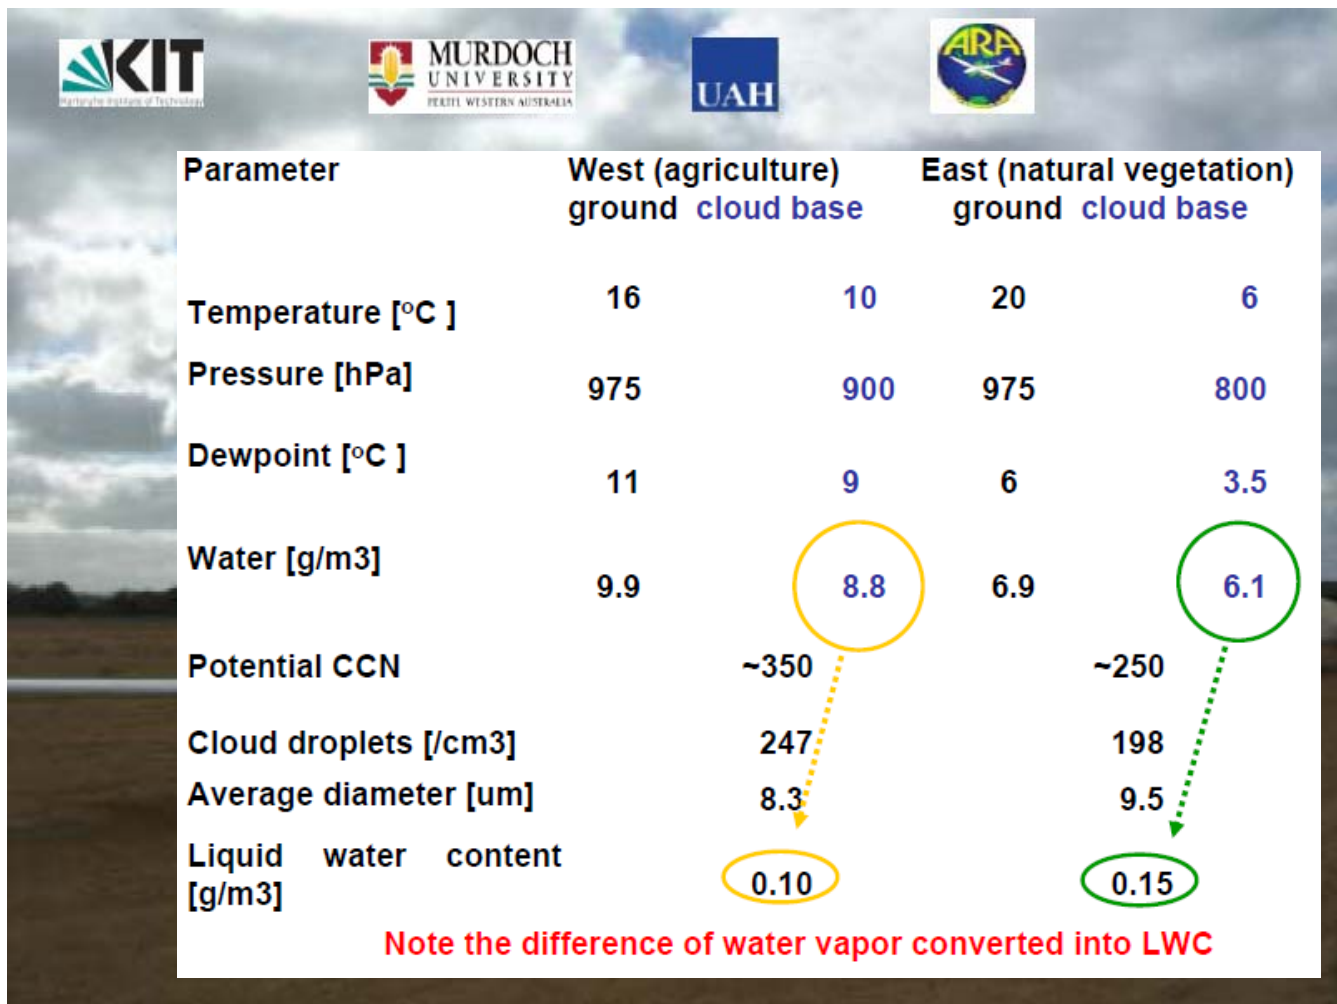 KIT
Karlsruhe Institute of Technology
MURDOCH
UNIVERSITY
PERTH, WESTERN AUSTRALIA
UAH
ARA
Parameter West (agriculture) East (natural vegetation)
ground cloud base ground cloud base
Temperature [°C ] 16 10 20 6
Pressure [hPa] 975 900 975 800
Dewpoint [°C ] 11 9 6 3.5
Water [g/m3] 9.9 8.8 6.9 6.1
Potential CCN ~350 ~250
Cloud droplets [/cm3] 247 198
Average diameter [um] 8.3 9.5
Liquid water content
[g/m3] 0.10 0.15
Note the difference of water vapor converted into LWC